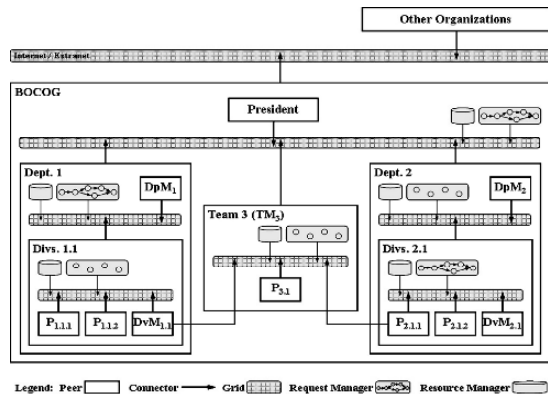 Other Organizations
Internet / Extranet
BOCOG
President
Dept. 1
DpM1
Dept. 2
DpM2
Team 3 (TM3)
Divs. 1.1
Divs. 2.1
P3.1
P1.1.1
P1.1.2
DvM1.1
P2.1.1
P2.1.2
DvM2.1
Legend: Peer Connector Grid Request Manager Resource Manager